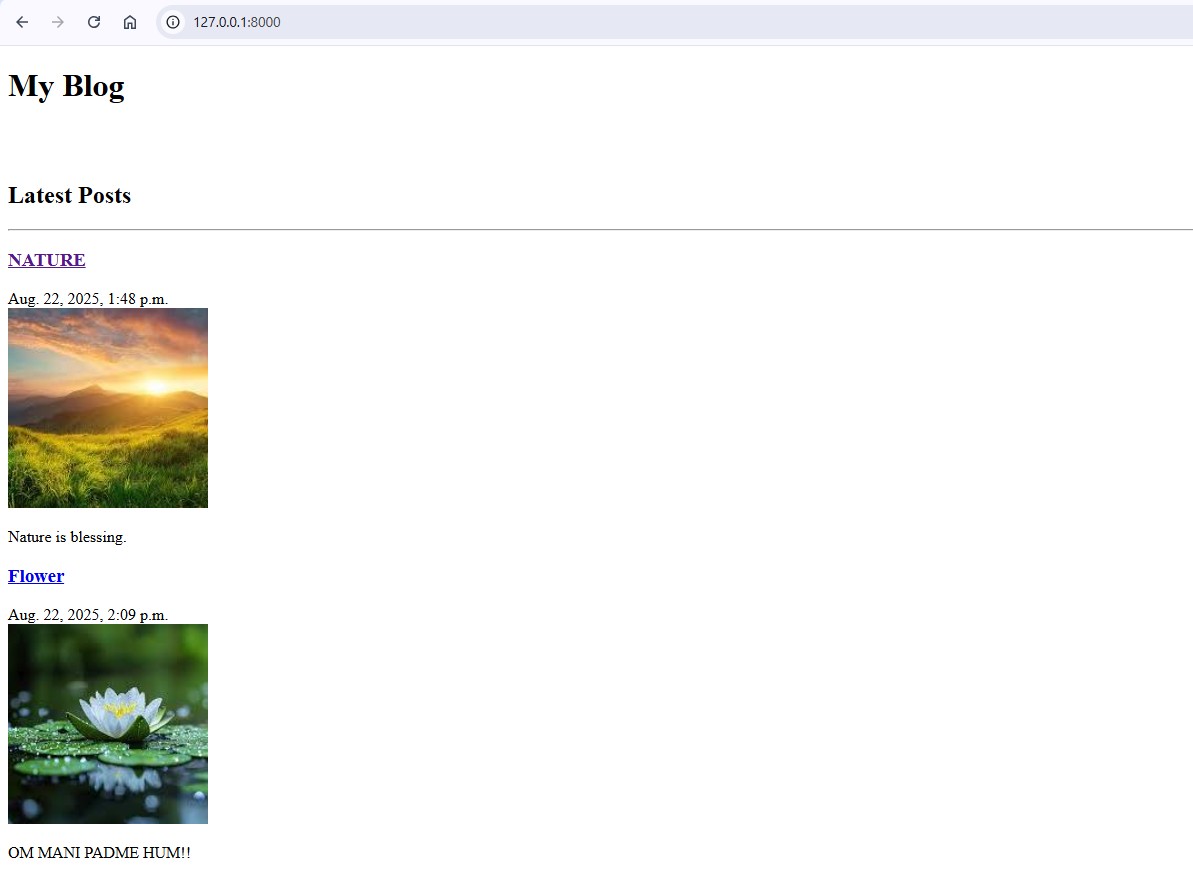 127.0.0.1:8000
My Blog
Latest Posts
NATURE
Aug. 22, 2025, 1:48 p.m.
Nature is blessing.
Flower
Aug. 22, 2025, 2:09 p.m.
OM MANI PADME HUM!!